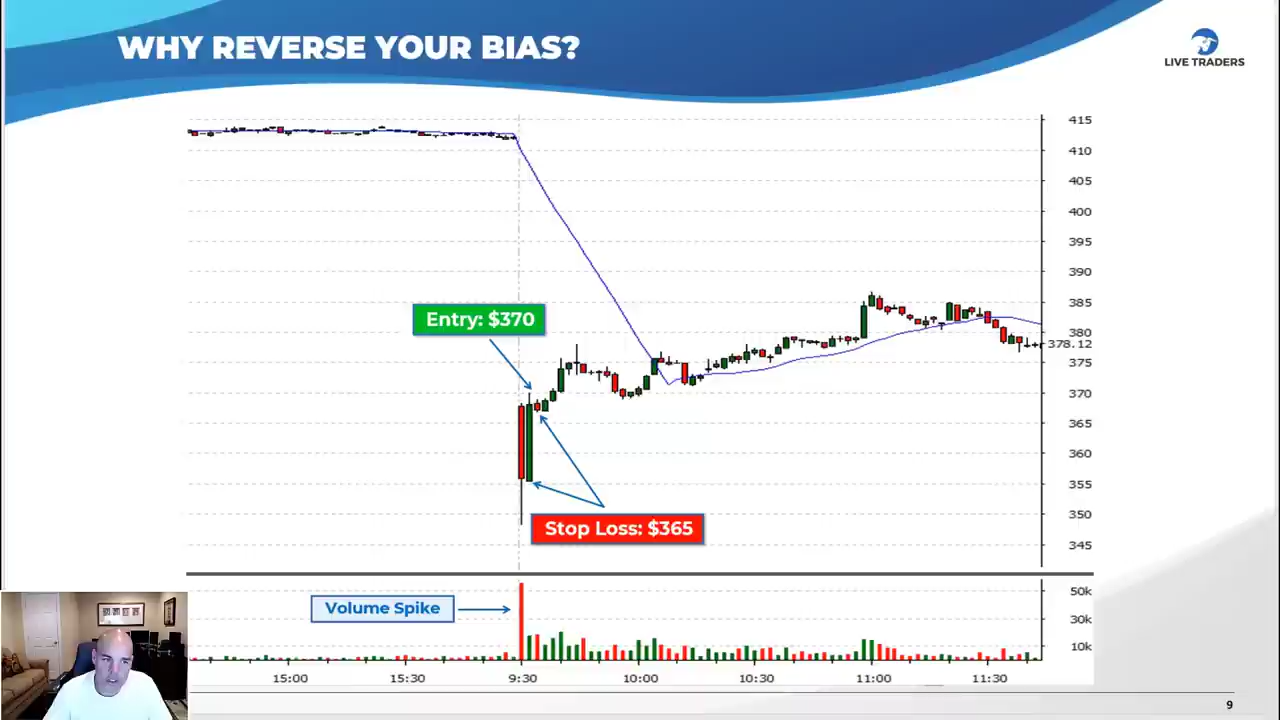 WHY REVERSE YOUR BIAS?
LIVE TRADERS
415
410
405
400
395
390
385
380
378.12
375
370
365
360
355
350
345
Entry: $370
Stop Loss: $365
Volume Spike
50k
30k
10k
15:00 15:30 9:30 10:00 10:30 11:00 11:30
9